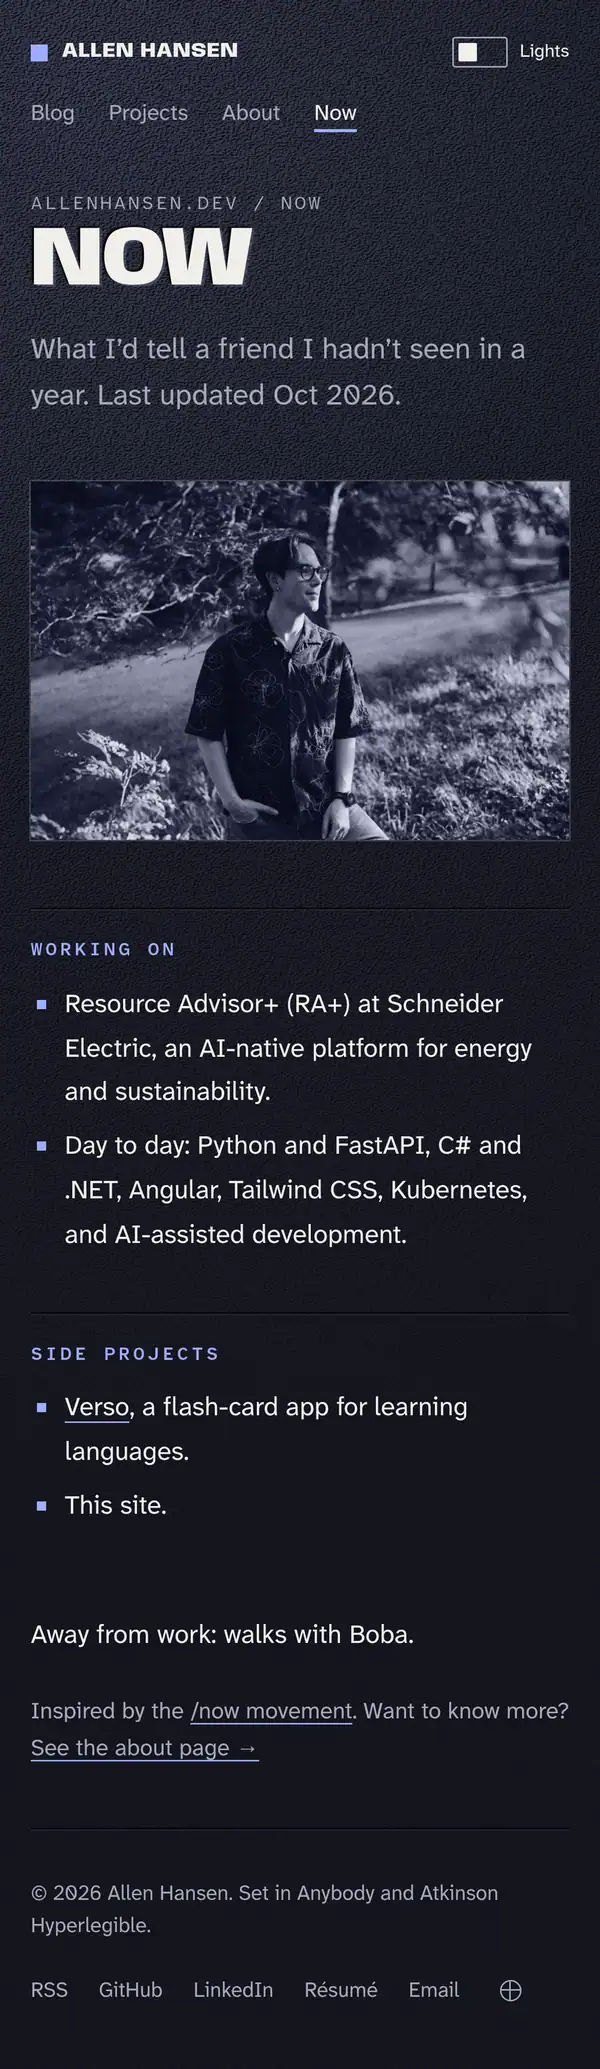 ALLEN HANSEN
Lights
Blog Projects About Now
ALLENHANSEN.DEV / NOW
NOW
What I’d tell a friend I hadn’t seen in a
year. Last updated Oct 2026.
WORKING ON
Resource Advisor+ (RA+) at Schneider
Electric, an AI-native platform for energy
and sustainability.
Day to day: Python and FastAPI, C# and
.NET, Angular, Tailwind CSS, Kubernetes,
and AI-assisted development.
SIDE PROJECTS
Verso, a flash-card app for learning
languages.
This site.
Away from work: walks with Boba.
Inspired by the /now movement. Want to know more?
See the about page →
© 2026 Allen Hansen. Set in Anybody and Atkinson
Hyperlegible.
RSS GitHub LinkedIn Résumé Email